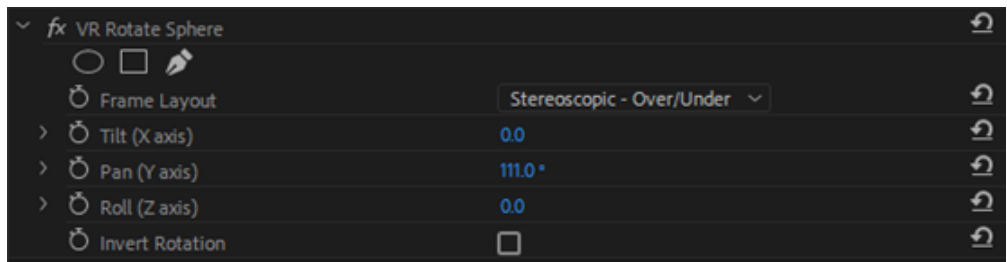 fx VR Rotate Sphere
Frame Layout Stereoscopic - Over/Under
Tilt (X axis) 0.0
Pan (Y axis) 111.0 °
Roll (Z axis) 0.0
Invert Rotation